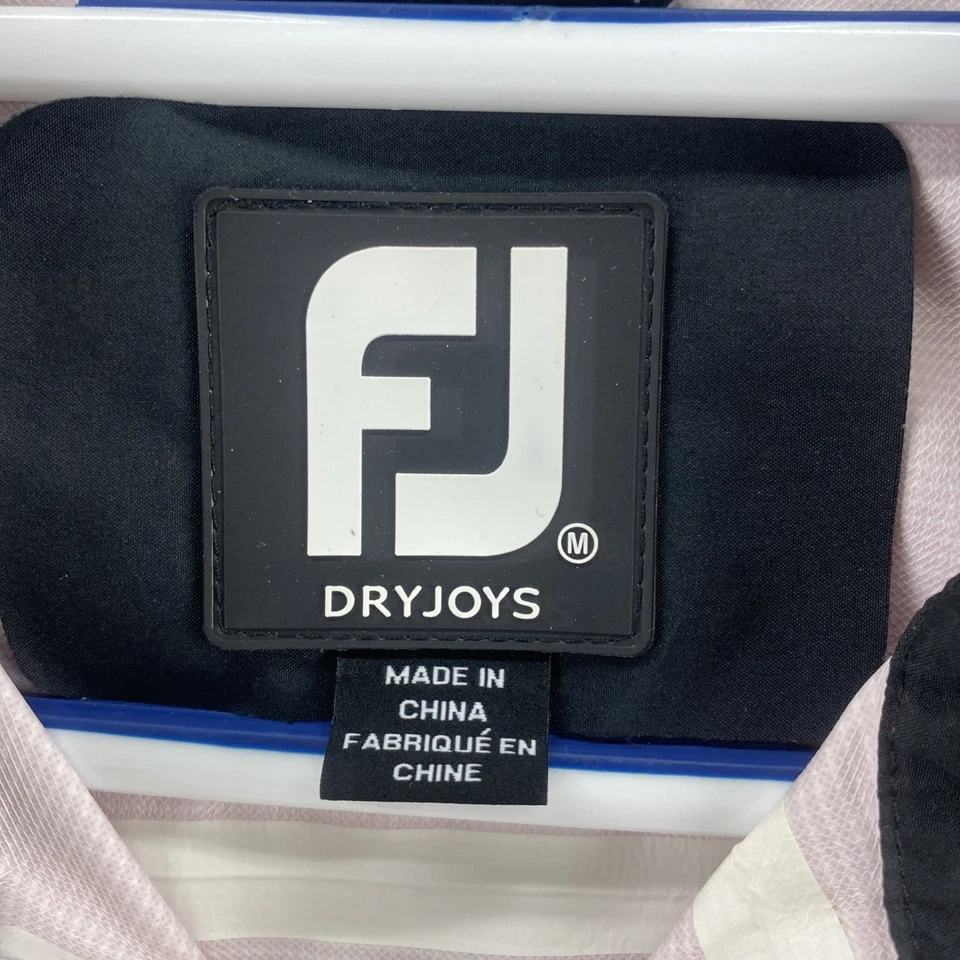 FJ
M
DRYJOYS
MADE IN
CHINA
FABRIQUÉ EN
CHINE